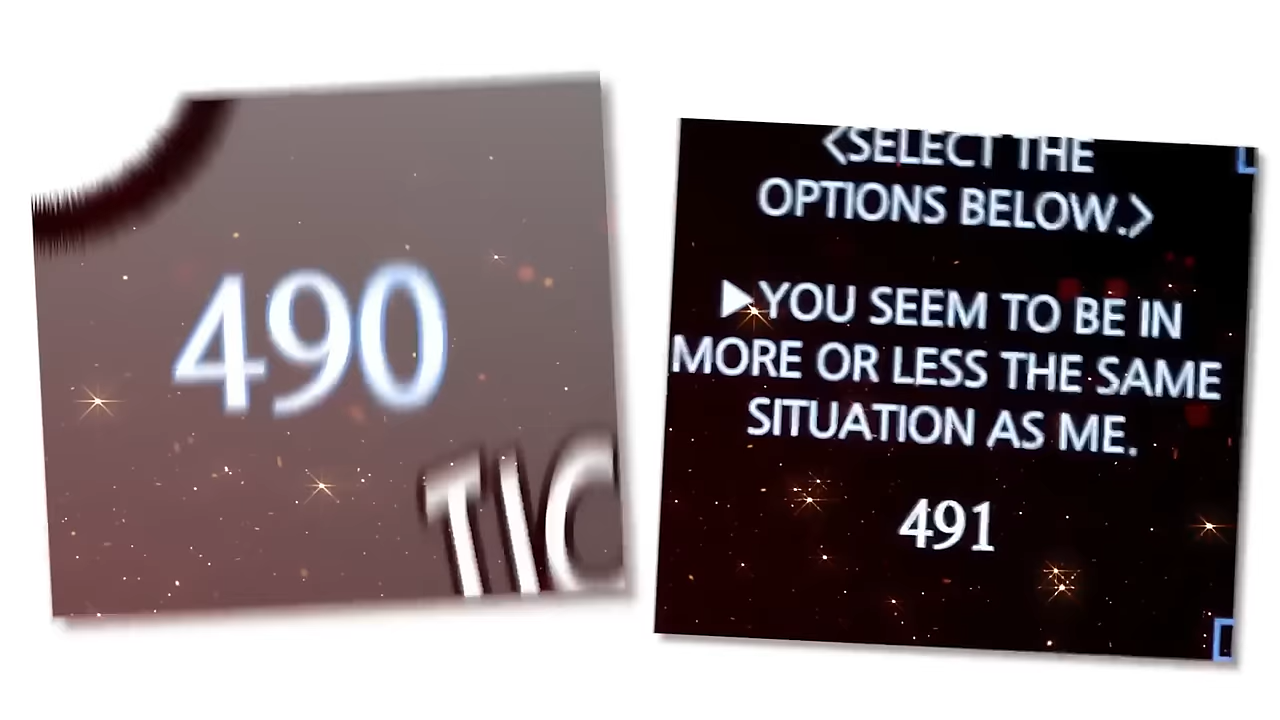 490
TIC
<SELECT THE
OPTIONS BELOW.>
▶YOU SEEM TO BE IN
MORE OR LESS THE SAME
SITUATION AS ME.
491